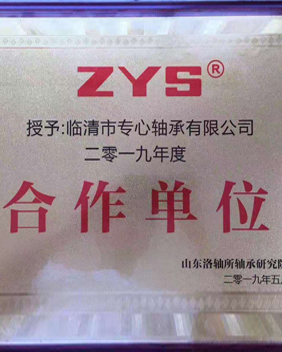 ZYS®
授予:临清市专心轴承有限公司
二零一九年度
合作单位
山东洛轴所轴承研究院
二零一九年五